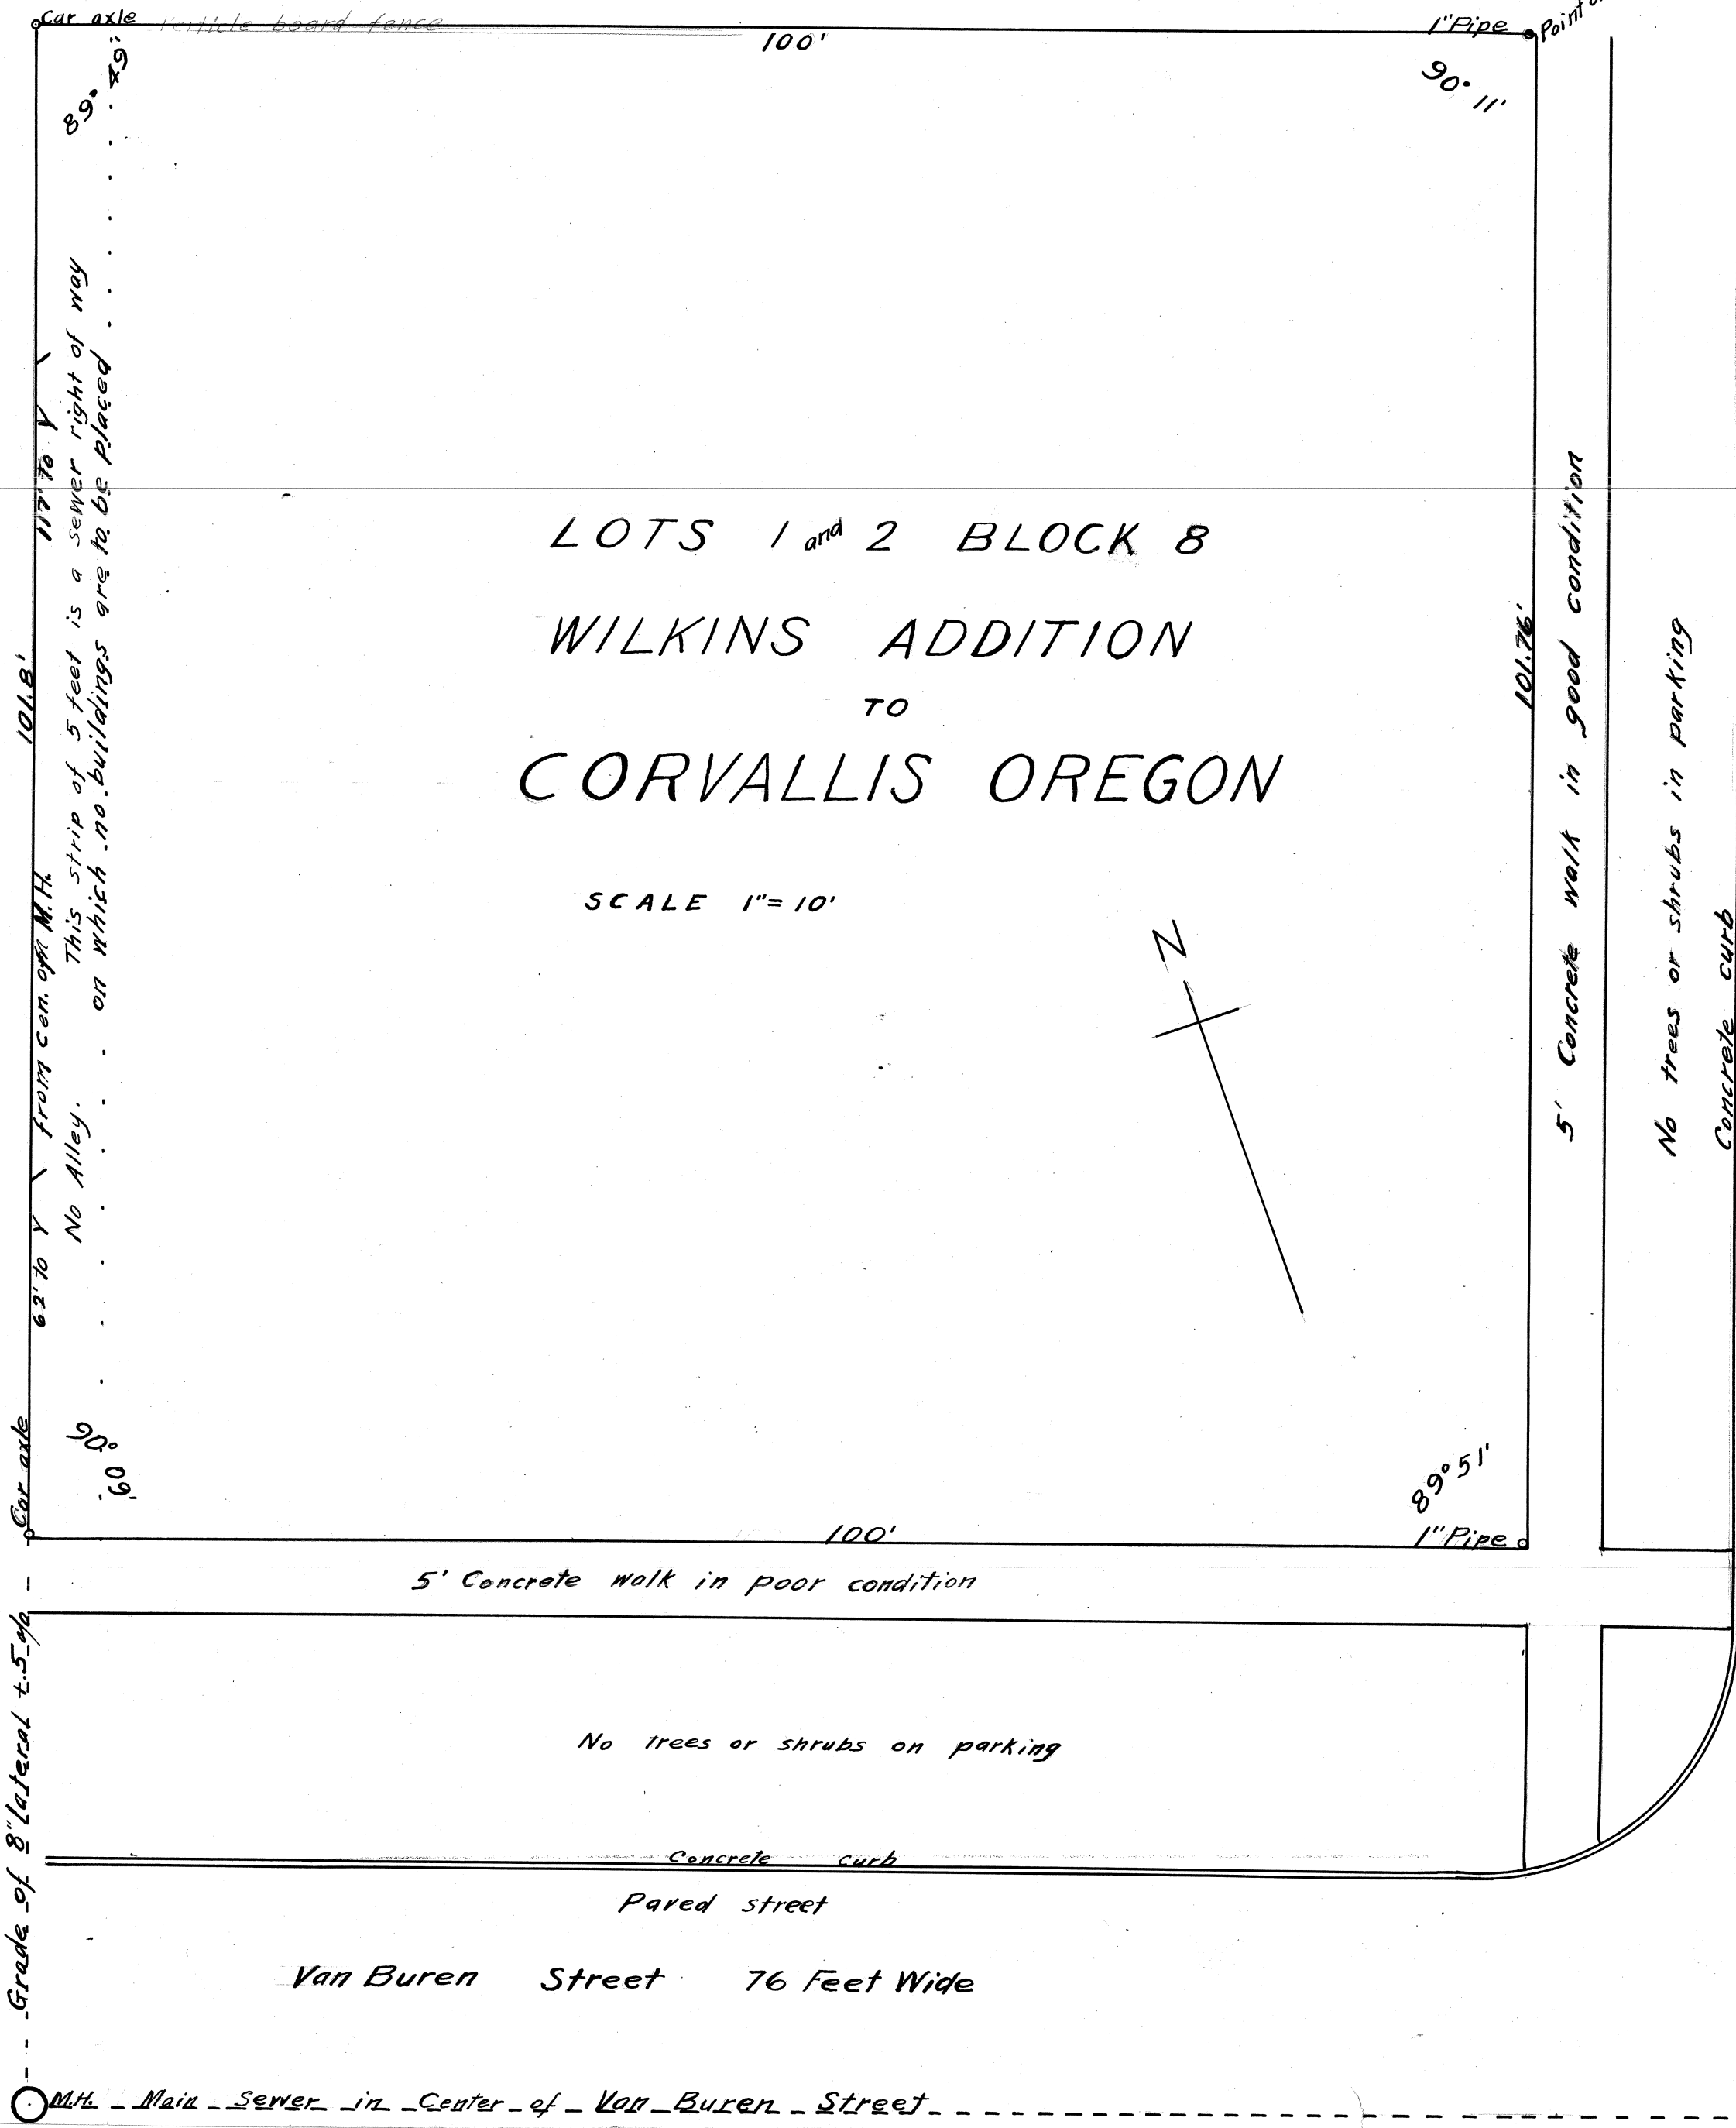 Car axle
verticle board fence
100'
1" Pipe
Point
89° 49'
90° 11'
LOTS 1 and 2 BLOCK 8
WILKINS ADDITION
TO
CORVALLIS OREGON
SCALE 1"= 10'
N
101.8'
117' to Y
62' to Y from cen. of M.H.
No Alley. This strip of 5 feet is a sewer right of way
on which no buildings are to be placed
101.76'
5' Concrete walk in good condition
No trees or shrubs in parking
Concrete curb
Car axle
90° 09'
89° 51'
100'
1" Pipe
5' Concrete walk in poor condition
No trees or shrubs on parking
Concrete curb
Paved street
Van Buren Street 76 Feet Wide
Grade of 8" lateral
M.H. Main Sewer in Center of Van Buren Street